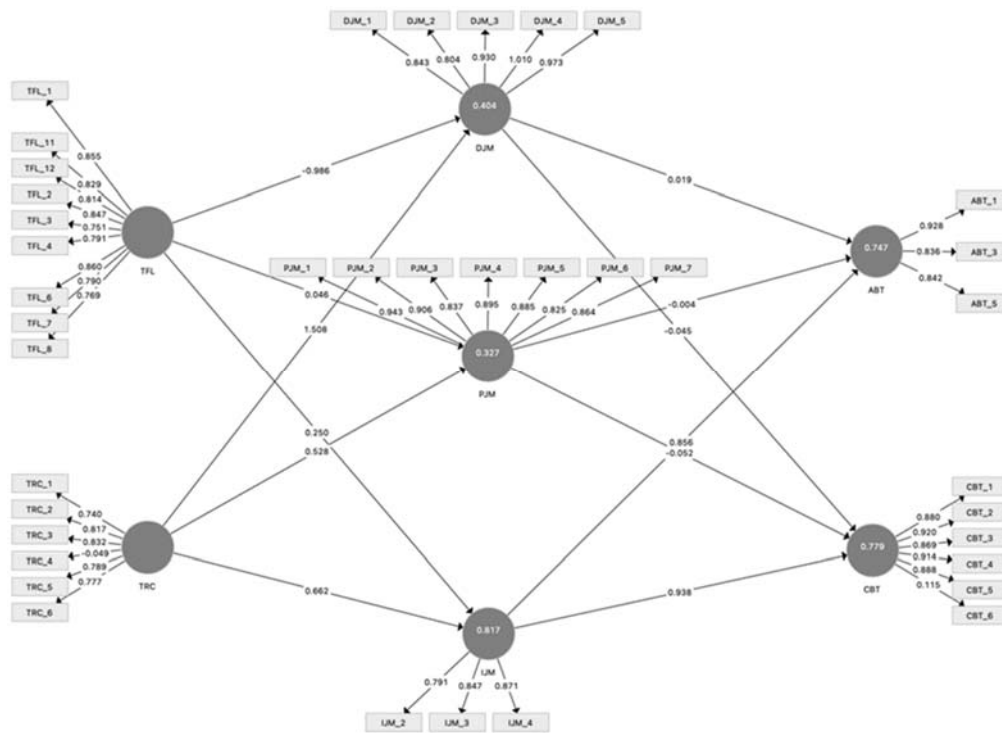 DJM_1
DJM_2
DJM_3
DJM_4
DJM_5
0.843
0.804
0.930
1.010
0.973
0.404
DJM
TFL_1
TFL_11
TFL_12
TFL_2
TFL_3
TFL_4
TFL_6
TFL_7
TFL_8
0.855
0.829
0.814
0.847
0.751
0.791
0.860
0.790
0.769
TFL
-0.986
0.046
0.250
0.019
ABT_1
ABT_3
ABT_5
0.928
0.836
0.842
0.747
ABT
PJM_1
PJM_2
PJM_3
PJM_4
PJM_5
PJM_6
PJM_7
0.943
0.906
0.837
0.895
0.885
0.825
0.864
0.327
PJM
-0.004
-0.045
1.508
0.528
0.856
-0.052
TRC_1
TRC_2
TRC_3
TRC_4
TRC_5
TRC_6
0.740
0.817
0.832
-0.049
0.789
0.777
TRC
0.662
0.938
CBT_1
CBT_2
CBT_3
CBT_4
CBT_5
CBT_6
0.880
0.920
0.869
0.914
0.888
0.115
0.779
CBT
0.817
IJM
0.791
0.847
0.871
IJM_2
IJM_3
IJM_4